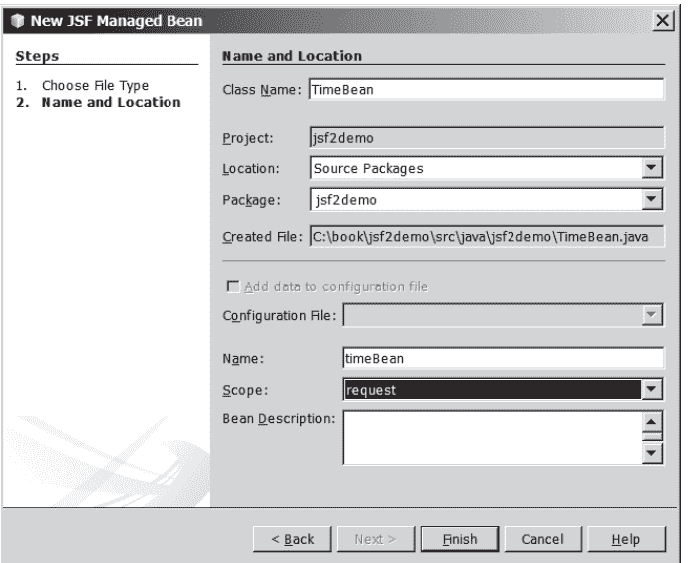 New JSF Managed Bean
Steps
1. Choose File Type
2. Name and Location
Name and Location
Class Name: TimeBean
Project: jsf2demo
Location: Source Packages
Package: jsf2demo
Created File: C:\book\jsf2demo\src\java\jsf2demo\TimeBean.java
Add data to configuration file
Configuration File:
Name: timeBean
Scope: request
Bean Description:
< Back Next > Finish Cancel Help